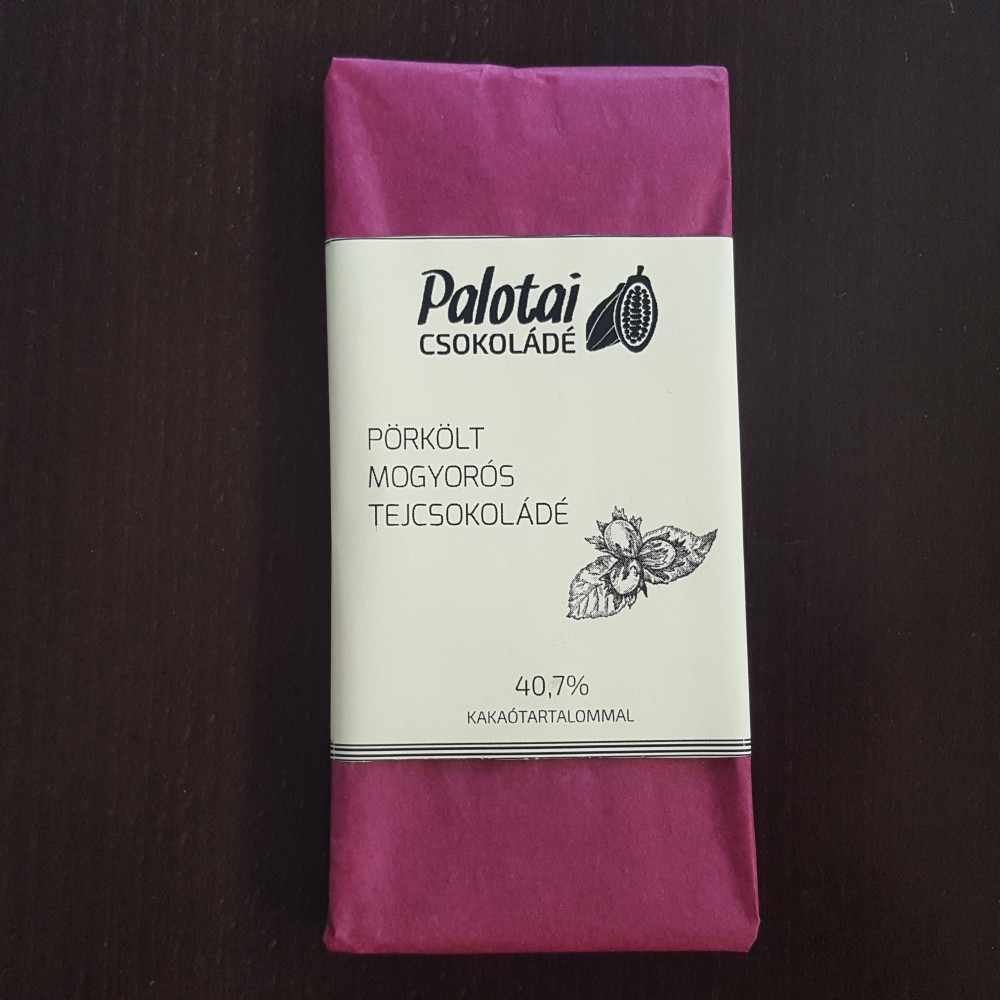 Palotai
CSOKOLÁDÉ
PÖRKÖLT
MOGYORÓS
TEJCSOKOLÁDÉ
40,7%
KAKAÓTARTALOMMAL